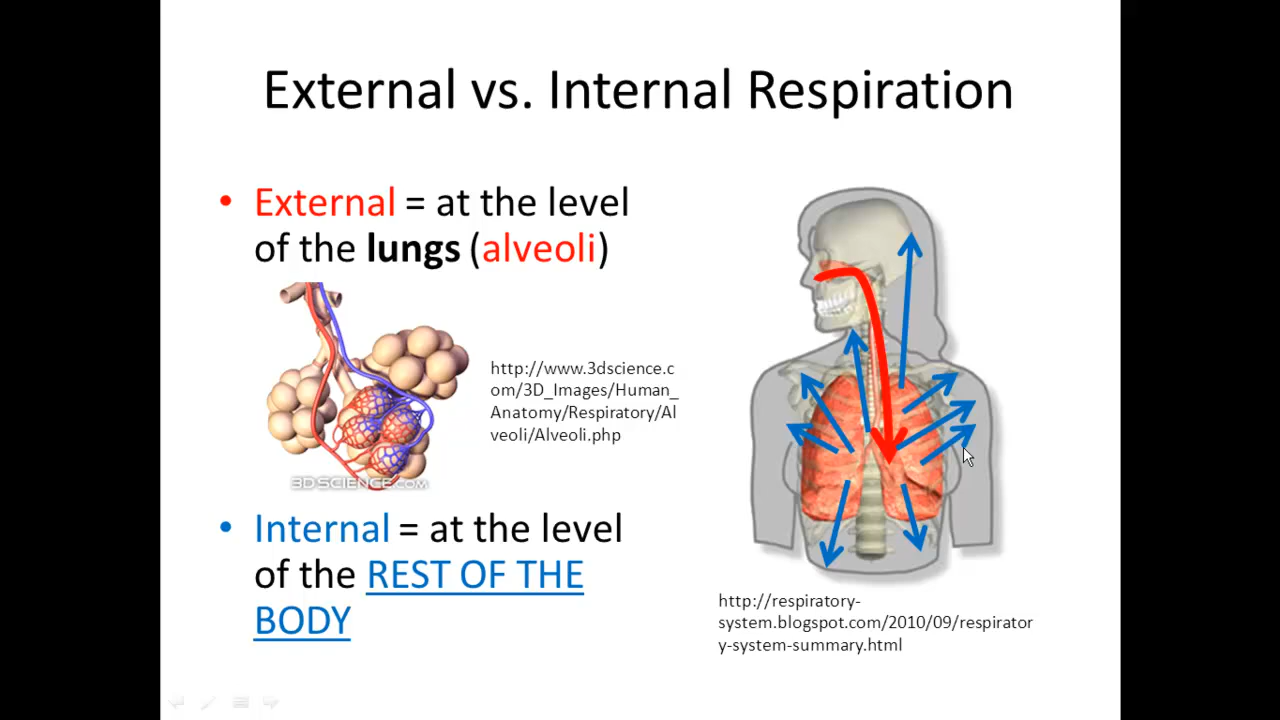 External vs. Internal Respiration
• External = at the level
of the lungs (alveoli)
3DSCIENCE.COM
http://www.3dscience.c
om/3D_Images/Human_
Anatomy/Respiratory/Al
veoli/Alveoli.php
• Internal = at the level
of the REST OF THE
BODY
http://respiratory-
system.blogspot.com/2010/09/respirator
y-system-summary.html